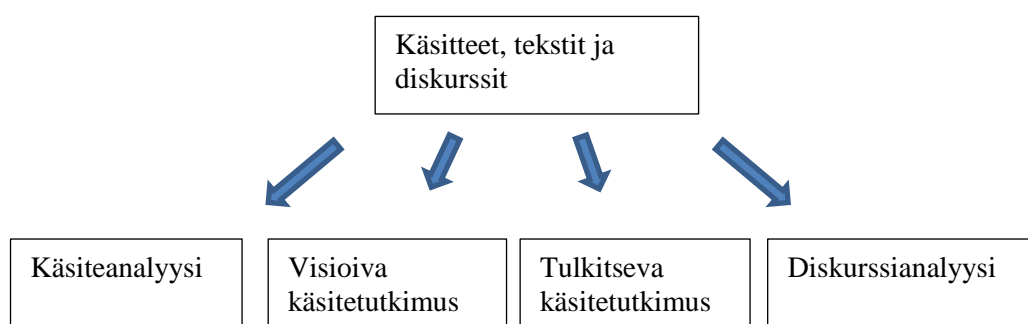 Käsitteet, tekstit ja
diskurssit
Käsiteanalyysi
Visioiva
käsitetutkimus
Tulkitseva
käsitetutkimus
Diskurssianalyysi